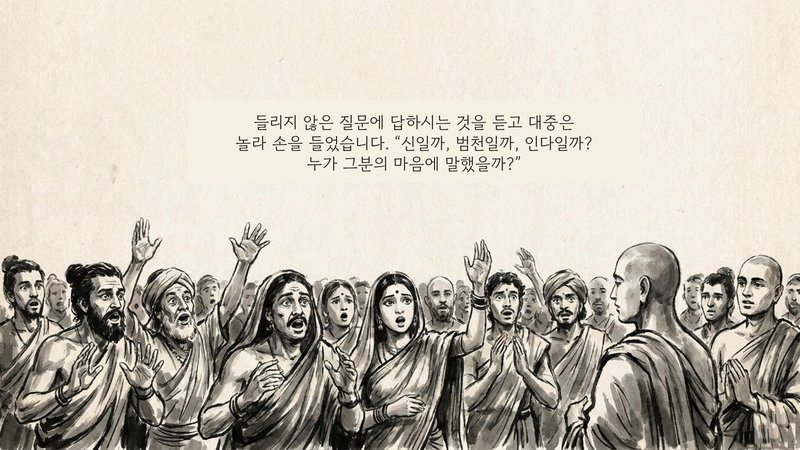 들리지 않은 질문에 답하시는 것을 듣고 대중은
놀라 손을 들었습니다. “신일까, 범천일까, 인다일까?
누가 그분의 마음에 말했을까?”